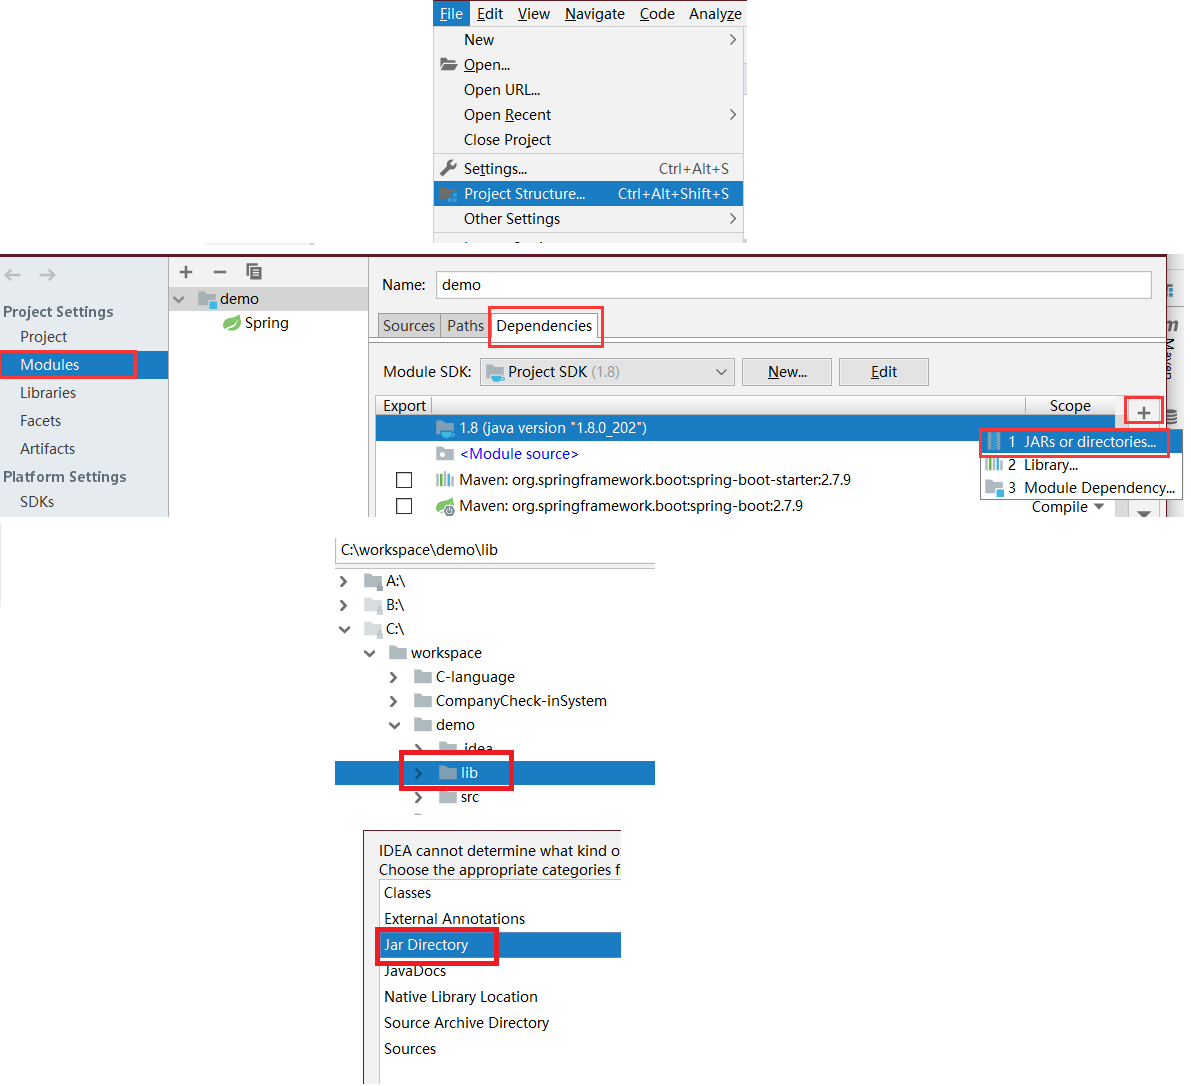 File Edit View Navigate Code Analyze
New
Open...
Open URL...
Open Recent
Close Project
Settings... Ctrl+Alt+S
Project Structure... Ctrl+Alt+Shift+S
Other Settings
Project Settings
Project
Modules
Libraries
Facets
Artifacts
Platform Settings
SDKs
demo
Spring
Name: demo
Sources Paths Dependencies
Module SDK: Project SDK (1.8) New... Edit
Export Scope
1.8 (java version "1.8.0_202")
<Module source>
Maven: org.springframework.boot:spring-boot-starter:2.7.9
Maven: org.springframework.boot:spring-boot:2.7.9
Compile
1 JARs or directories...
2 Library...
3 Module Dependency...
Maven
C:\workspace\demo\lib
A:\
B:\
C:\
workspace
C-language
CompanyCheck-inSystem
demo
.idea
lib
src
IDEA cannot determine what kind o
Choose the appropriate categories f
Classes
External Annotations
Jar Directory
JavaDocs
Native Library Location
Source Archive Directory
Sources